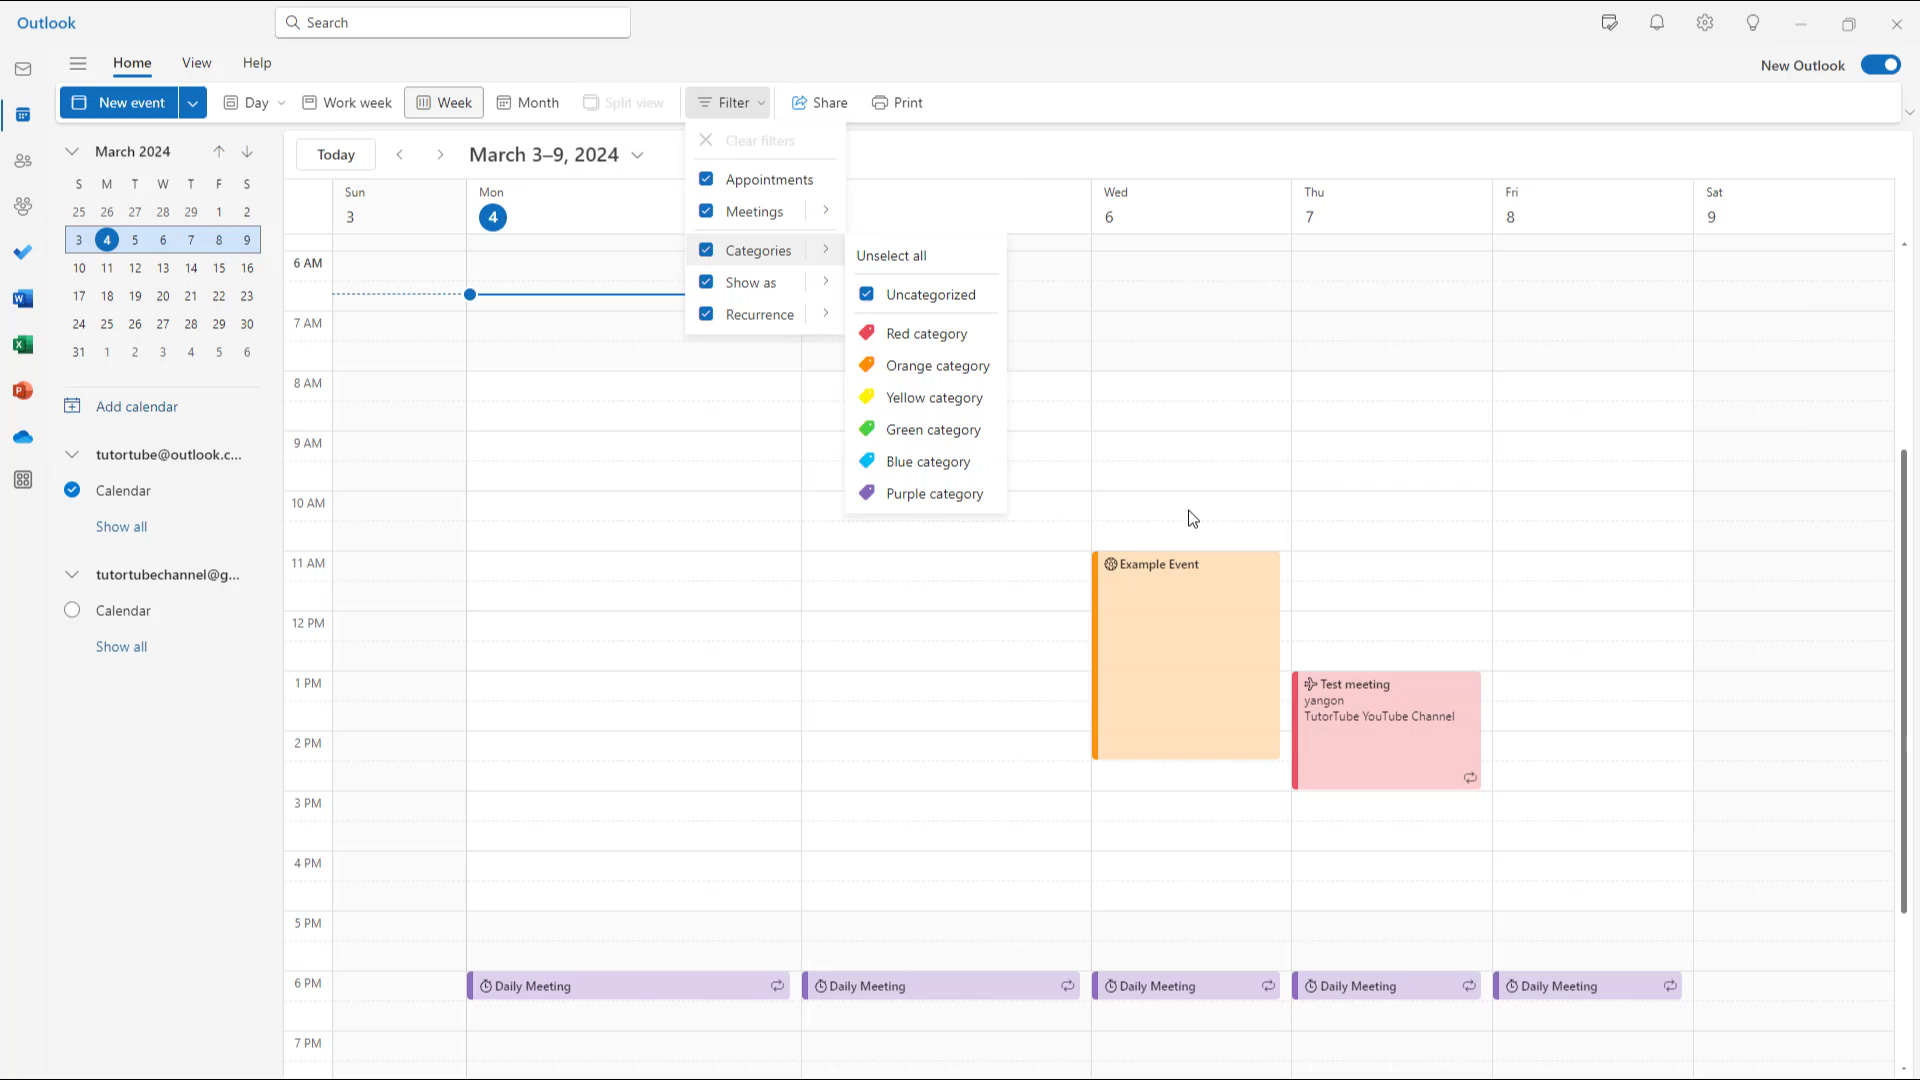 Outlook
Search
Home View Help
New Outlook
New event Day Work week Week Month Split view Filter Share Print
March 2024
S M T W T F S
25 26 27 28 29 1 2
3 4 5 6 7 8 9
10 11 12 13 14 15 16
17 18 19 20 21 22 23
24 25 26 27 28 29 30
31 1 2 3 4 5 6
Add calendar
tutortube@outlook.c...
Calendar
Show all
tutortubechannel@g...
Calendar
Show all
Today March 3–9, 2024
Clear filters
Appointments
Meetings
Categories
Show as
Recurrence
Unselect all
Uncategorized
Red category
Orange category
Yellow category
Green category
Blue category
Purple category
Sun Mon Wed Thu Fri Sat
3 4 6 7 8 9
6 AM
7 AM
8 AM
9 AM
10 AM
11 AM
Example Event
12 PM
1 PM
Test meeting
yangon
TutorTube YouTube Channel
2 PM
3 PM
4 PM
5 PM
6 PM
Daily Meeting Daily Meeting Daily Meeting Daily Meeting Daily Meeting
7 PM